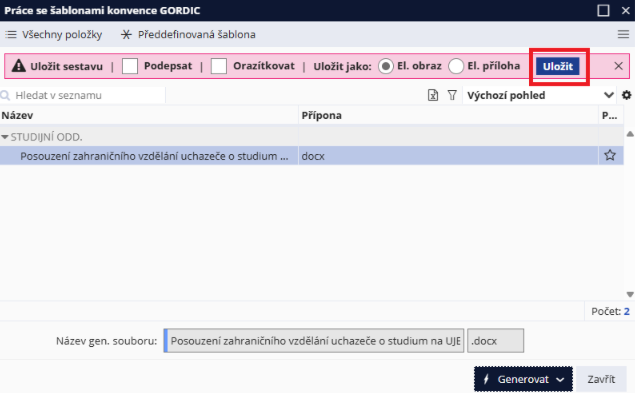 Práce se šablonami konvence GORDIC
Všechny položky Předdefinovaná šablona
Uložit sestavu | Podepsat | Orazítkovat | Uložit jako: El. obraz El. příloha Uložit
Hledat v seznamu Výchozí pohled
Název Přípona P...
STUDIJNÍ ODD.
Posouzení zahraničního vzdělání uchazeče o studium ... docx
Počet: 2
Název gen. souboru: Posouzení zahraničního vzdělání uchazeče o studium na UJE .docx
Generovat Zavřít